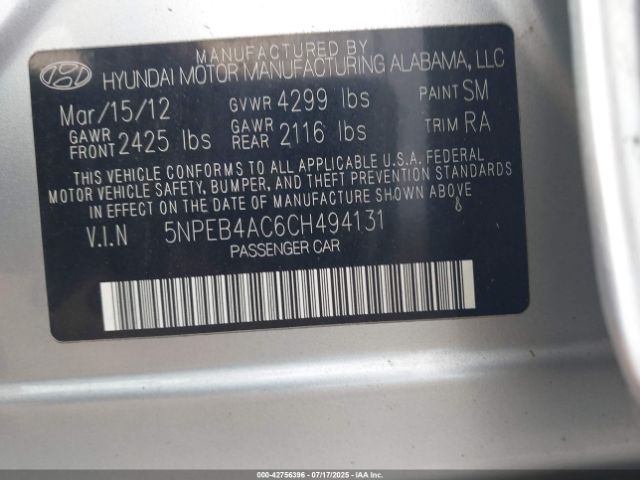 MANUFACTURED BY
HYUNDAI MOTOR MANUFACTURING ALABAMA, LLC
Mar/15/12 GVWR 4299 lbs PAINT SM
GAWR FRONT 2425 lbs GAWR REAR 2116 lbs TRIM RA
THIS VEHICLE CONFORMS TO ALL APPLICABLE U.S.A. FEDERAL
MOTOR VEHICLE SAFETY, BUMPER, AND THEFT PREVENTION STANDARDS
IN EFFECT ON THE DATE OF MANUFACTURE SHOWN ABOVE
V.I.N 5NPEB4AC6CH494131
PASSENGER CAR
000-42756396 - 07/17/2025 - IAAI.COM